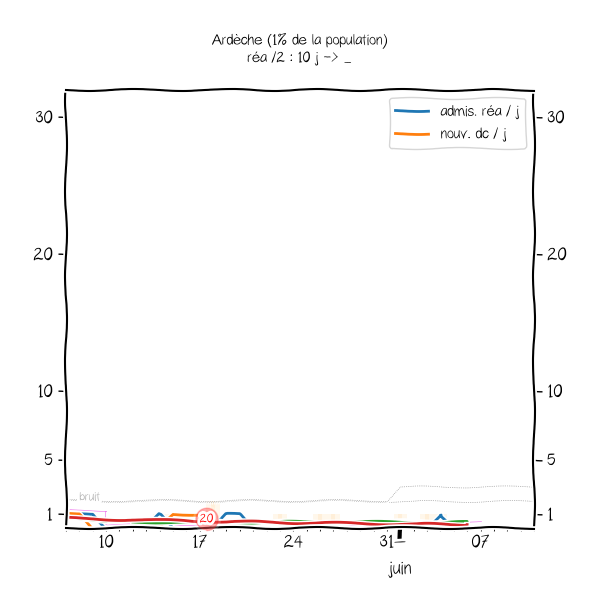 Ardèche (1% de la population)
réa /2 : 10 j -> _
admis. réa / j
nouv. dc / j
30
30
20
20
10
10
5
5
bruit
1
20
1
10
17
24
31
07
juin